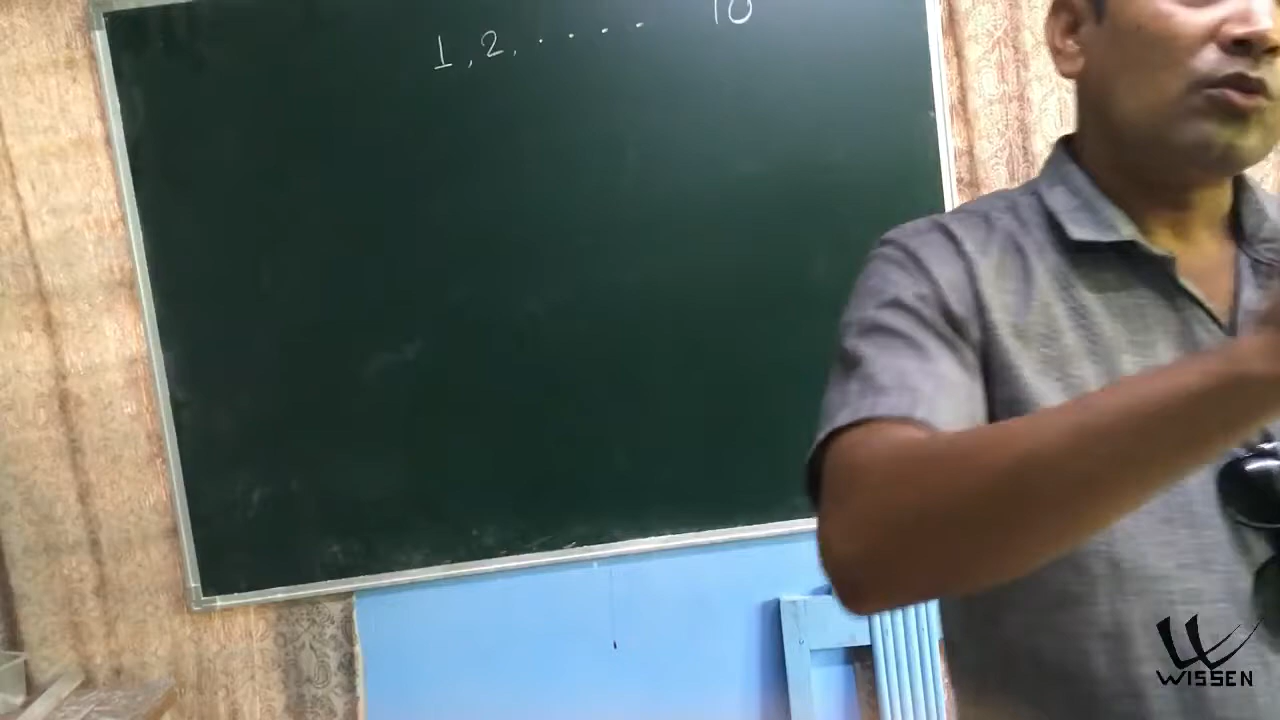 1, 2, . . . . 10
WISSEN